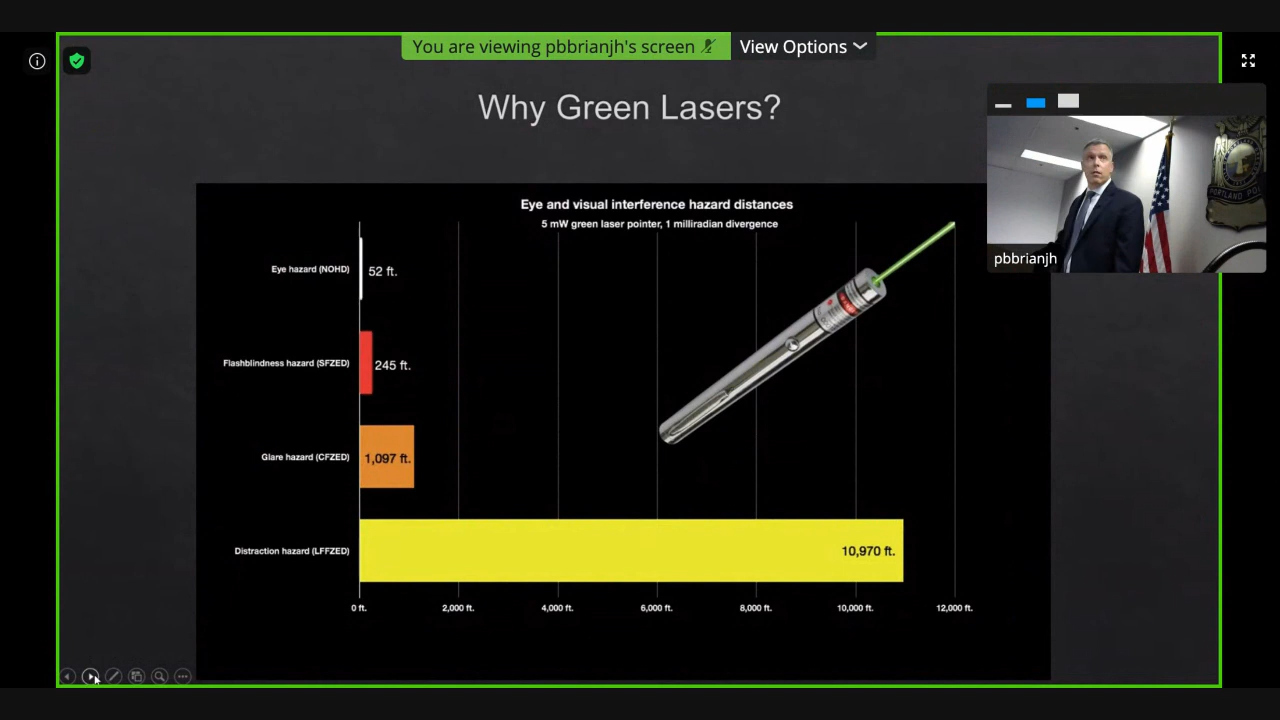 You are viewing pbbrianjh's screen
View Options
Why Green Lasers?
pbbrianjh
Eye and visual interference hazard distances
5 mW green laser pointer, 1 milliradian divergence
Eye hazard (NOHD)
52 ft.
Flashblindness hazard (SFZED)
245 ft.
Glare hazard (CFZED)
1,097 ft.
Distraction hazard (LFFZED)
10,970 ft.
0 ft.
2,000 ft.
4,000 ft.
6,000 ft.
8,000 ft.
10,000 ft.
12,000 ft.